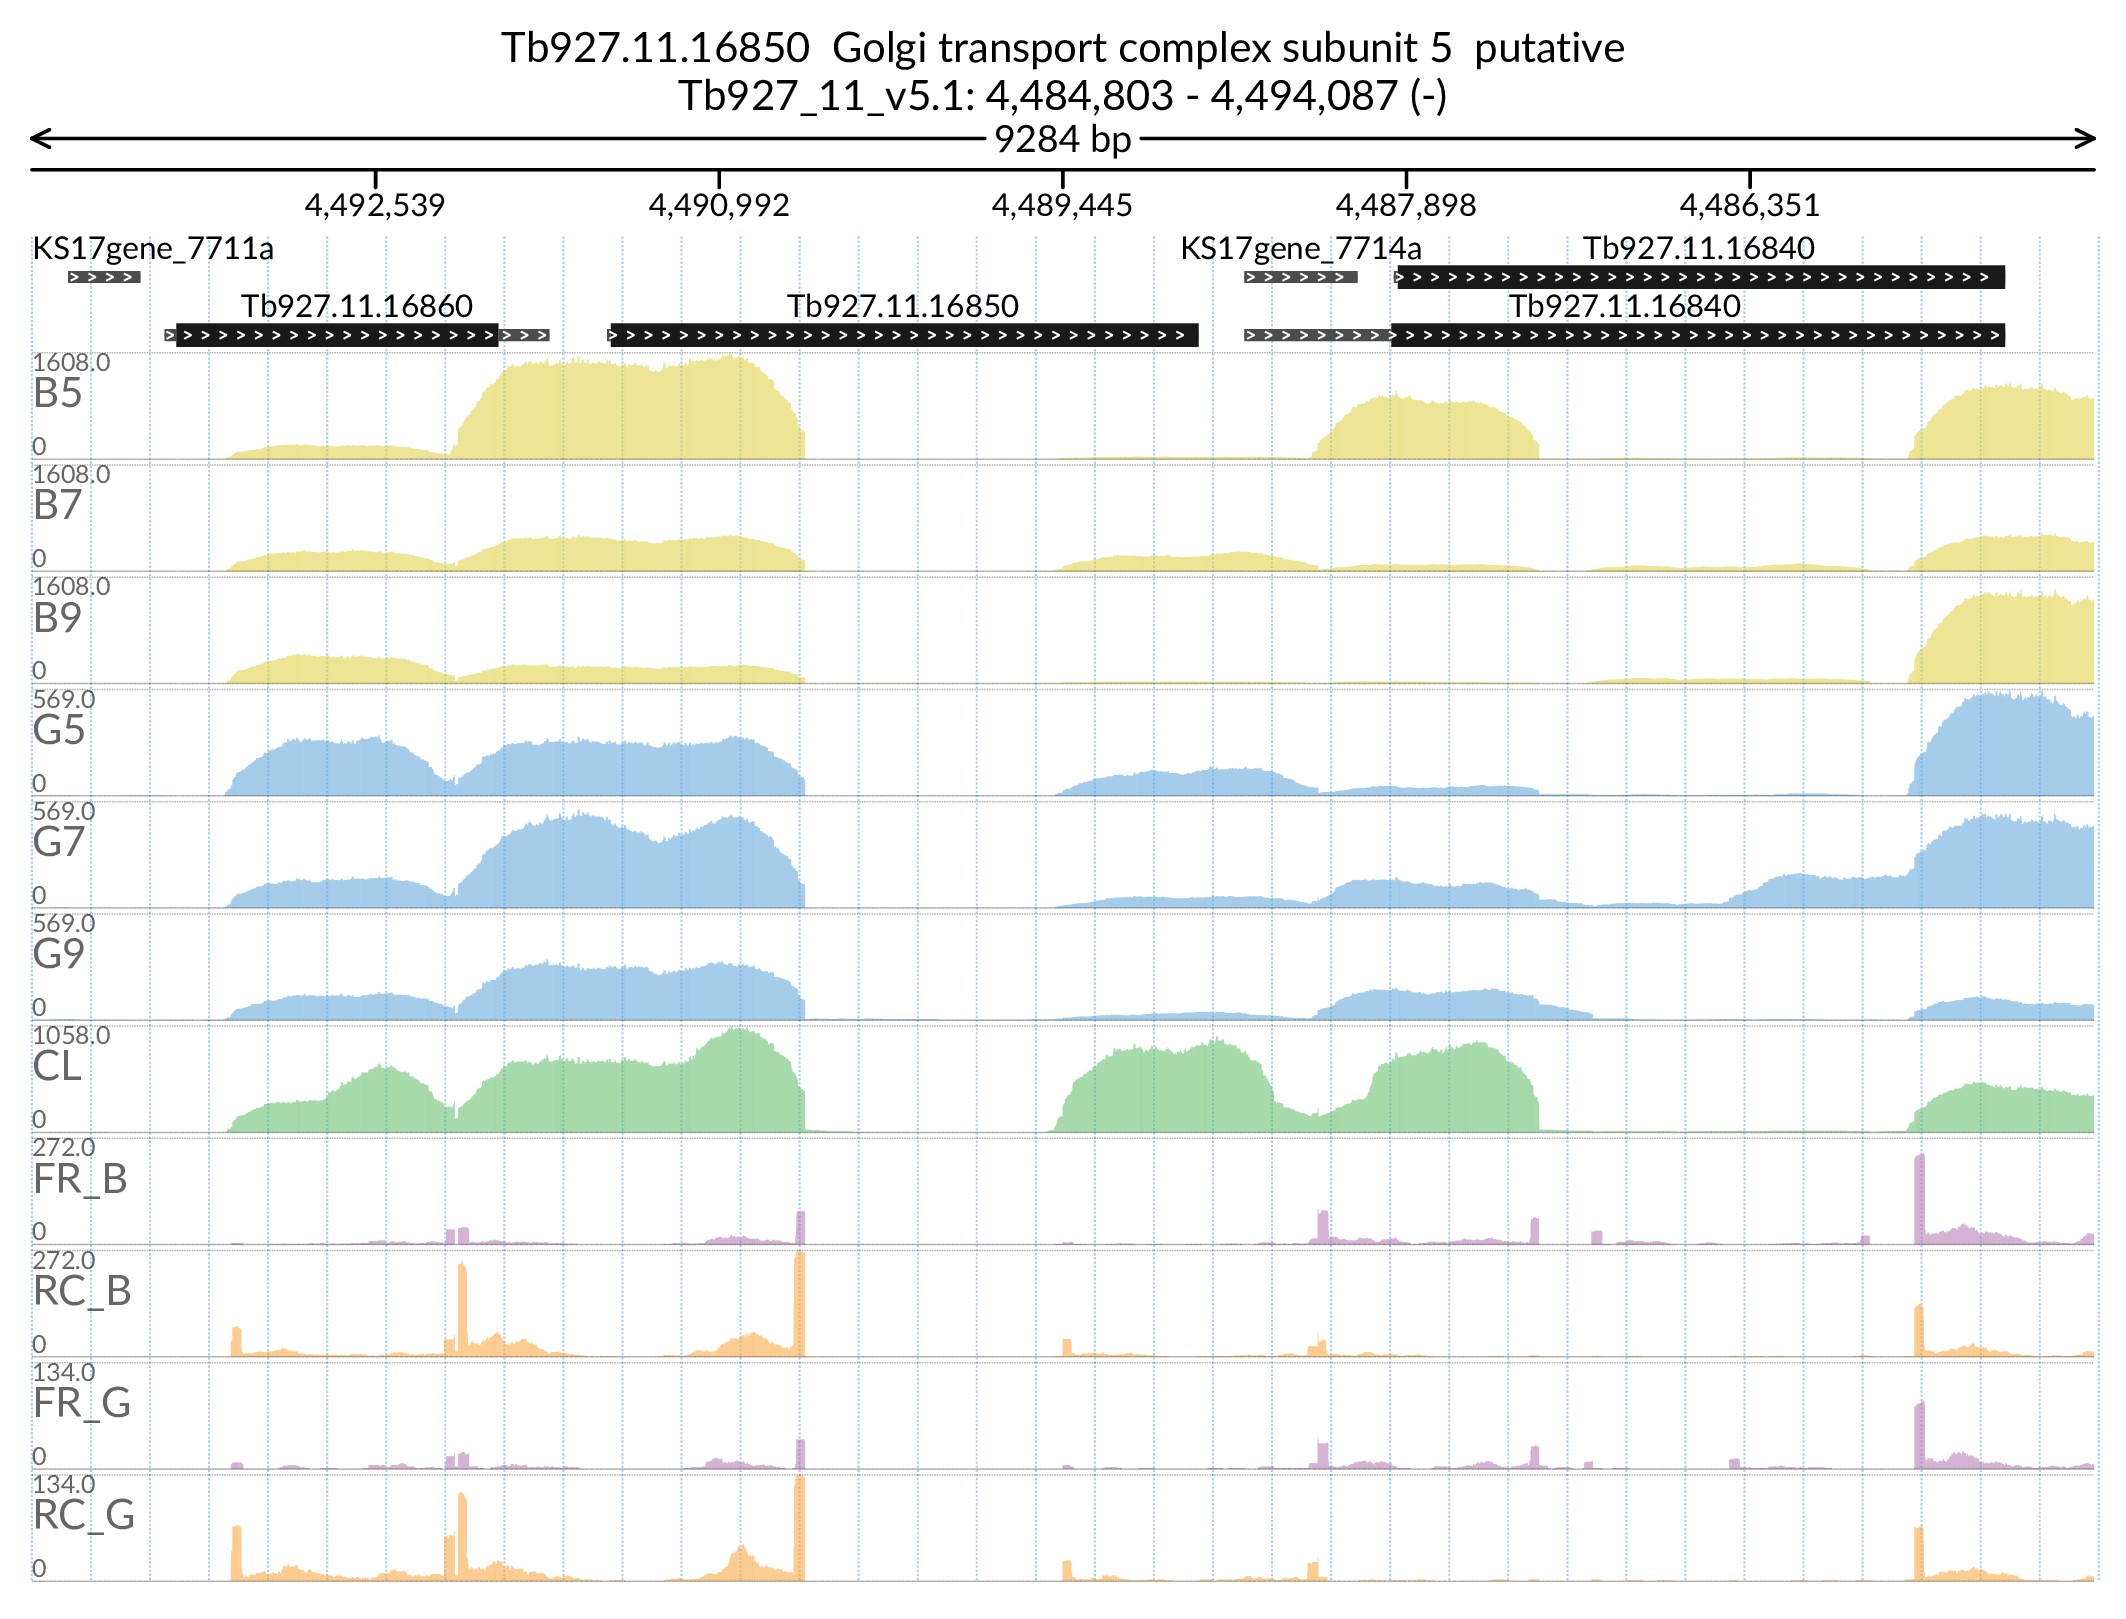 Tb927.11.16850  Golgi transport complex subunit 5  putative
Tb927_11_v5.1: 4,484,803 - 4,494,087 (-)
9284 bp
4,492,539 4,490,992 4,489,445 4,487,898 4,486,351
KS17gene_7711a KS17gene_7714a Tb927.11.16840
Tb927.11.16860 Tb927.11.16850 Tb927.11.16840
1608.0
B5
0
1608.0
B7
0
1608.0
B9
0
569.0
G5
0
569.0
G7
0
569.0
G9
0
1058.0
CL
0
272.0
FR_B
0
272.0
RC_B
0
134.0
FR_G
0
134.0
RC_G
0